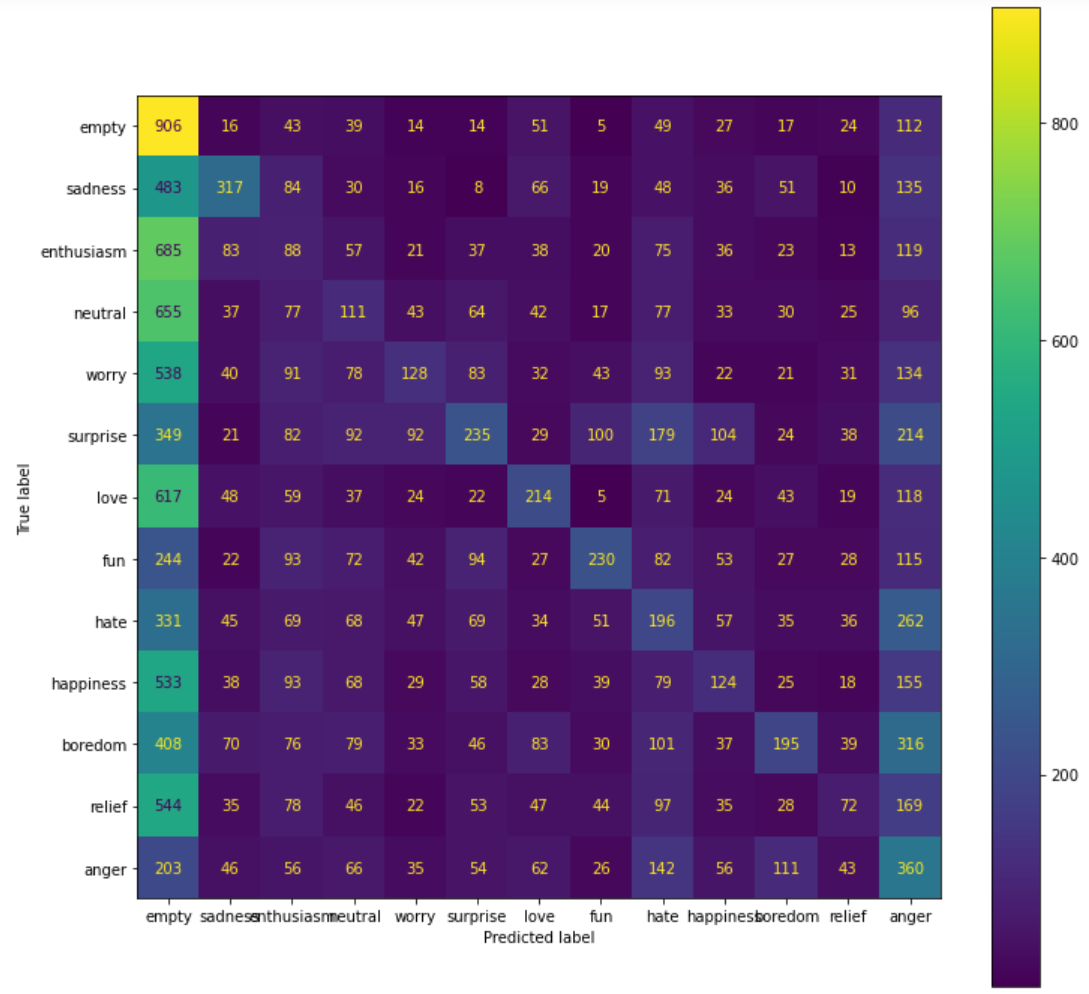 empty 906 16 43 39 14 14 51 5 49 27 17 24 112
sadness 483 317 84 30 16 8 66 19 48 36 51 10 135
enthusiasm 685 83 88 57 21 37 38 20 75 36 23 13 119
neutral 655 37 77 111 43 64 42 17 77 33 30 25 96
worry 538 40 91 78 128 83 32 43 93 22 21 31 134
surprise 349 21 82 92 92 235 29 100 179 104 24 38 214
love 617 48 59 37 24 22 214 5 71 24 43 19 118
fun 244 22 93 72 42 94 27 230 82 53 27 28 115
hate 331 45 69 68 47 69 34 51 196 57 35 36 262
happiness 533 38 93 68 29 58 28 39 79 124 25 18 155
boredom 408 70 76 79 33 46 83 30 101 37 195 39 316
relief 544 35 78 46 22 53 47 44 97 35 28 72 169
anger 203 46 56 66 35 54 62 26 142 56 111 43 360
empty sadness enthusiasm neutral worry surprise love fun hate happiness boredom relief anger
Predicted label
True label
800
600
400
200